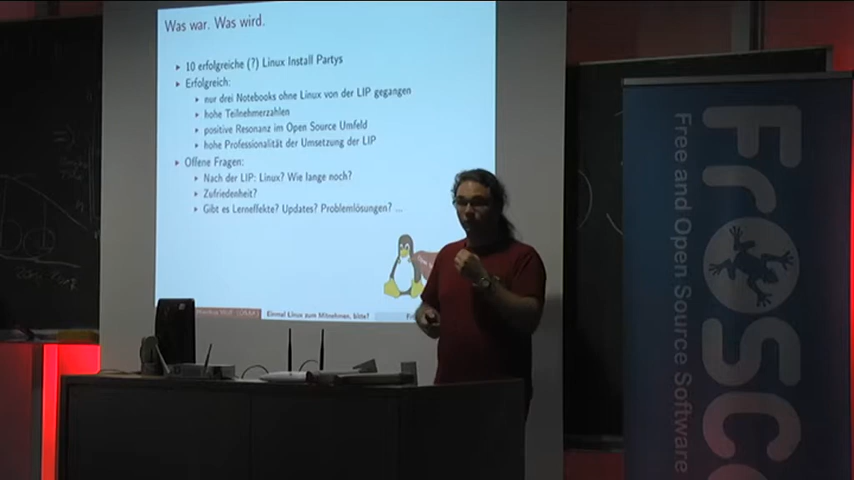 Was war. Was wird.
10 erfolgreiche (?) Linux Install Partys
Erfolgreich:
nur drei Notebooks ohne Linux von der LIP gegangen
hohe Teilnehmerzahlen
positive Resonanz im Open Source Umfeld
hohe Professionalität der Umsetzung der LIP
Offene Fragen:
Nach der LIP: Linux? Wie lange noch?
Zufriedenheit?
Gibt es Lerneffekte? Updates? Problemlösungen? ...
Einmal Linux zum Mitnehmen, bitte?
Free and Open Source Software
FrOSC